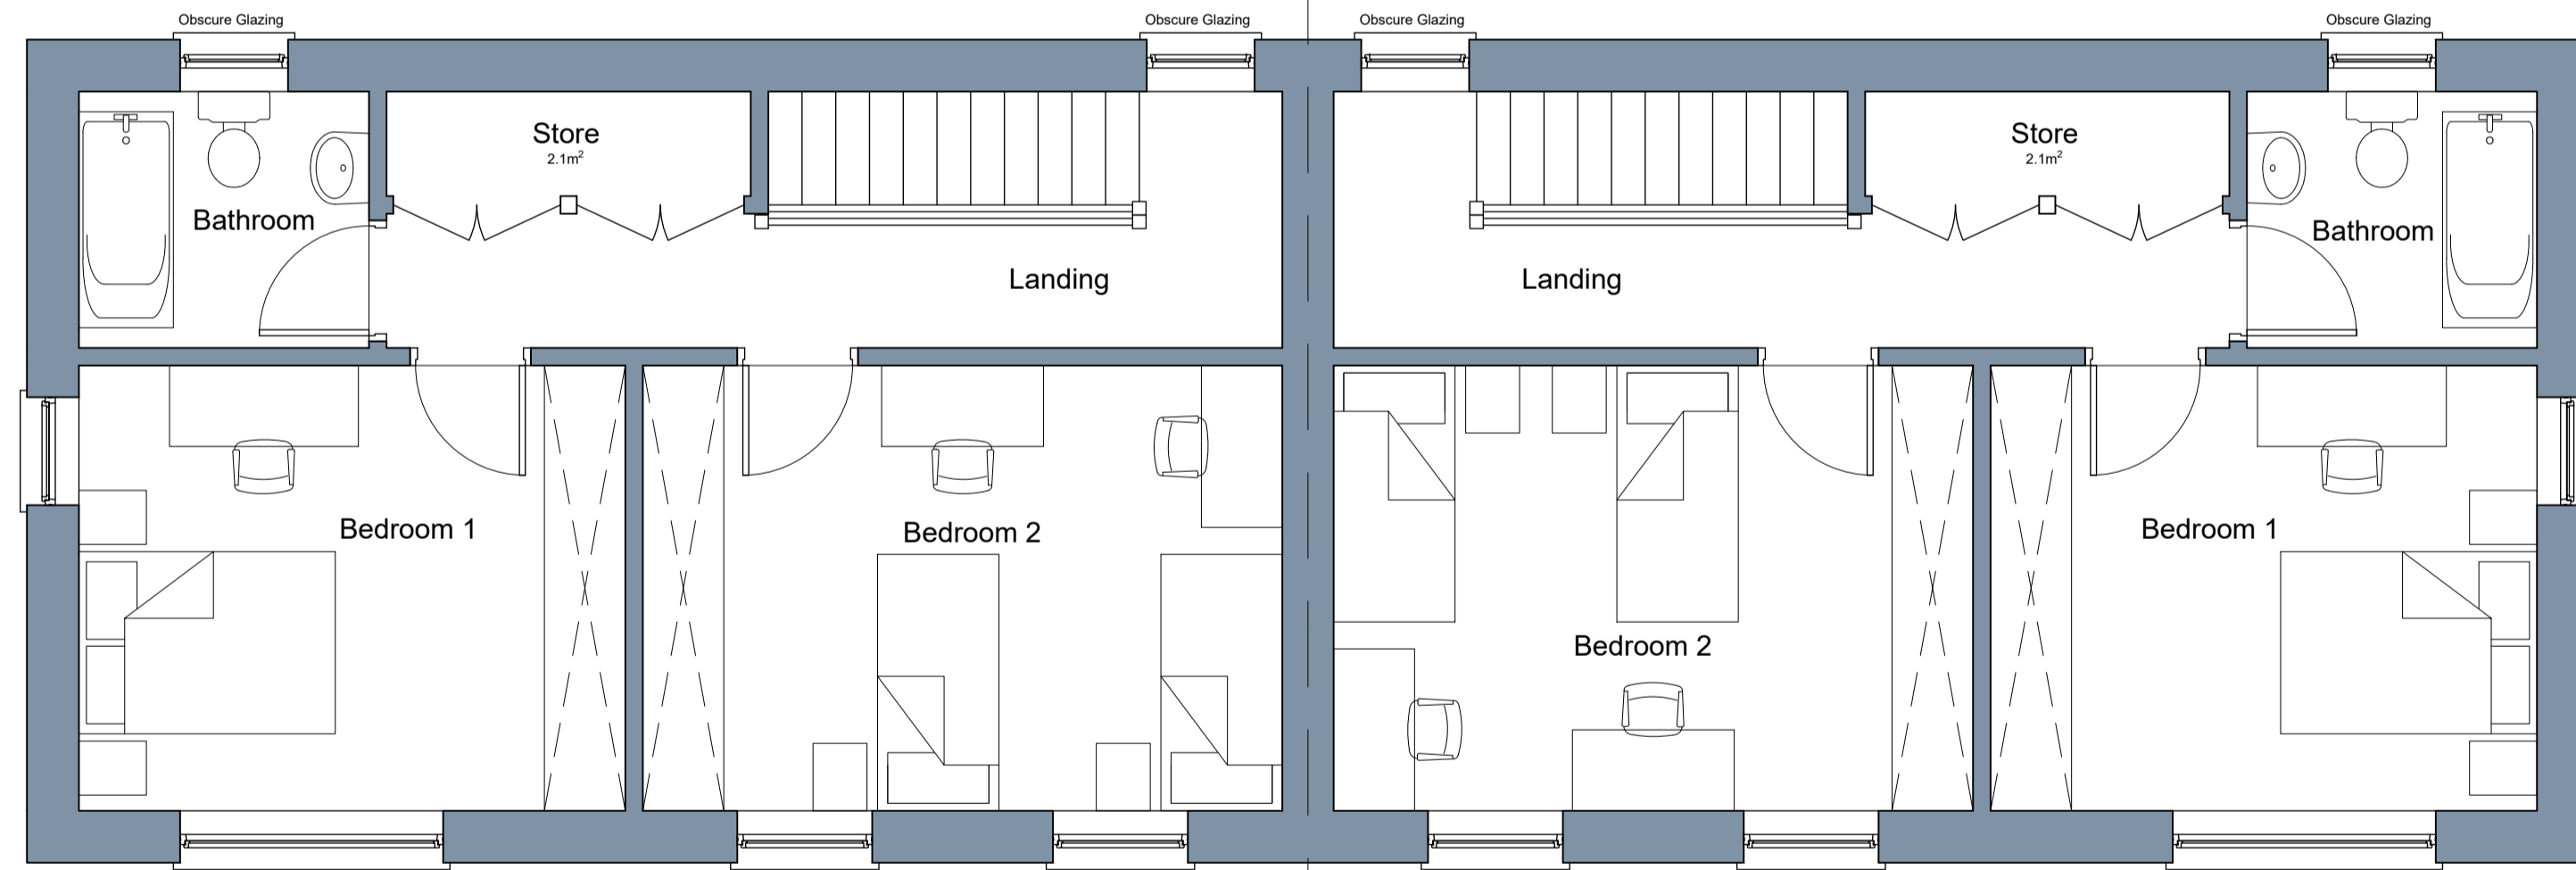 Obscure Glazing
Obscure Glazing
Obscure Glazing
Obscure Glazing
Store
2.1m²
Store
2.1m²
Bathroom
Bathroom
Landing
Landing
Bedroom 1
Bedroom 2
Bedroom 1
Bedroom 2